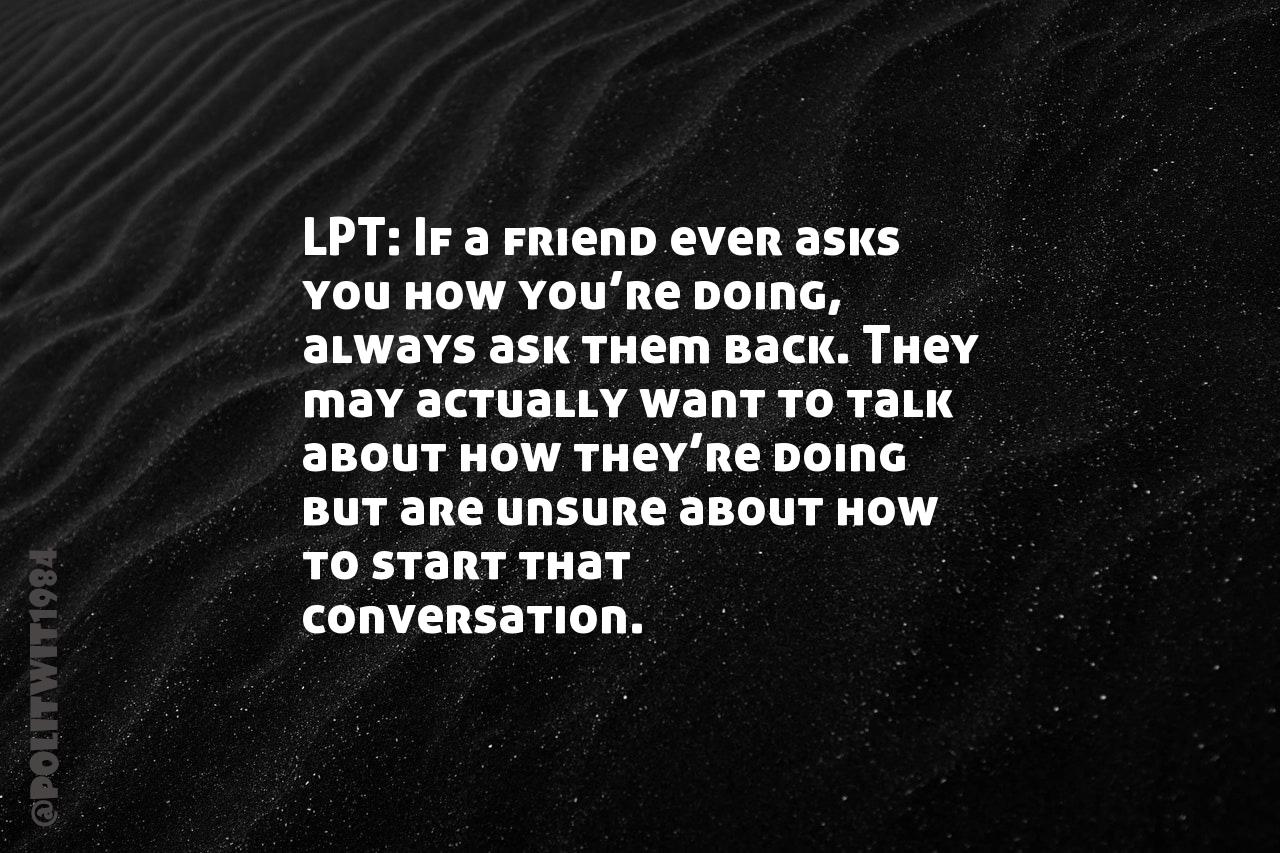 LPT: If a friend ever asks
you how you're doing,
always ask them back. They
may actually want to talk
about how they're doing
but are unsure about how
to start that
conversation.
@POLITWIT1984